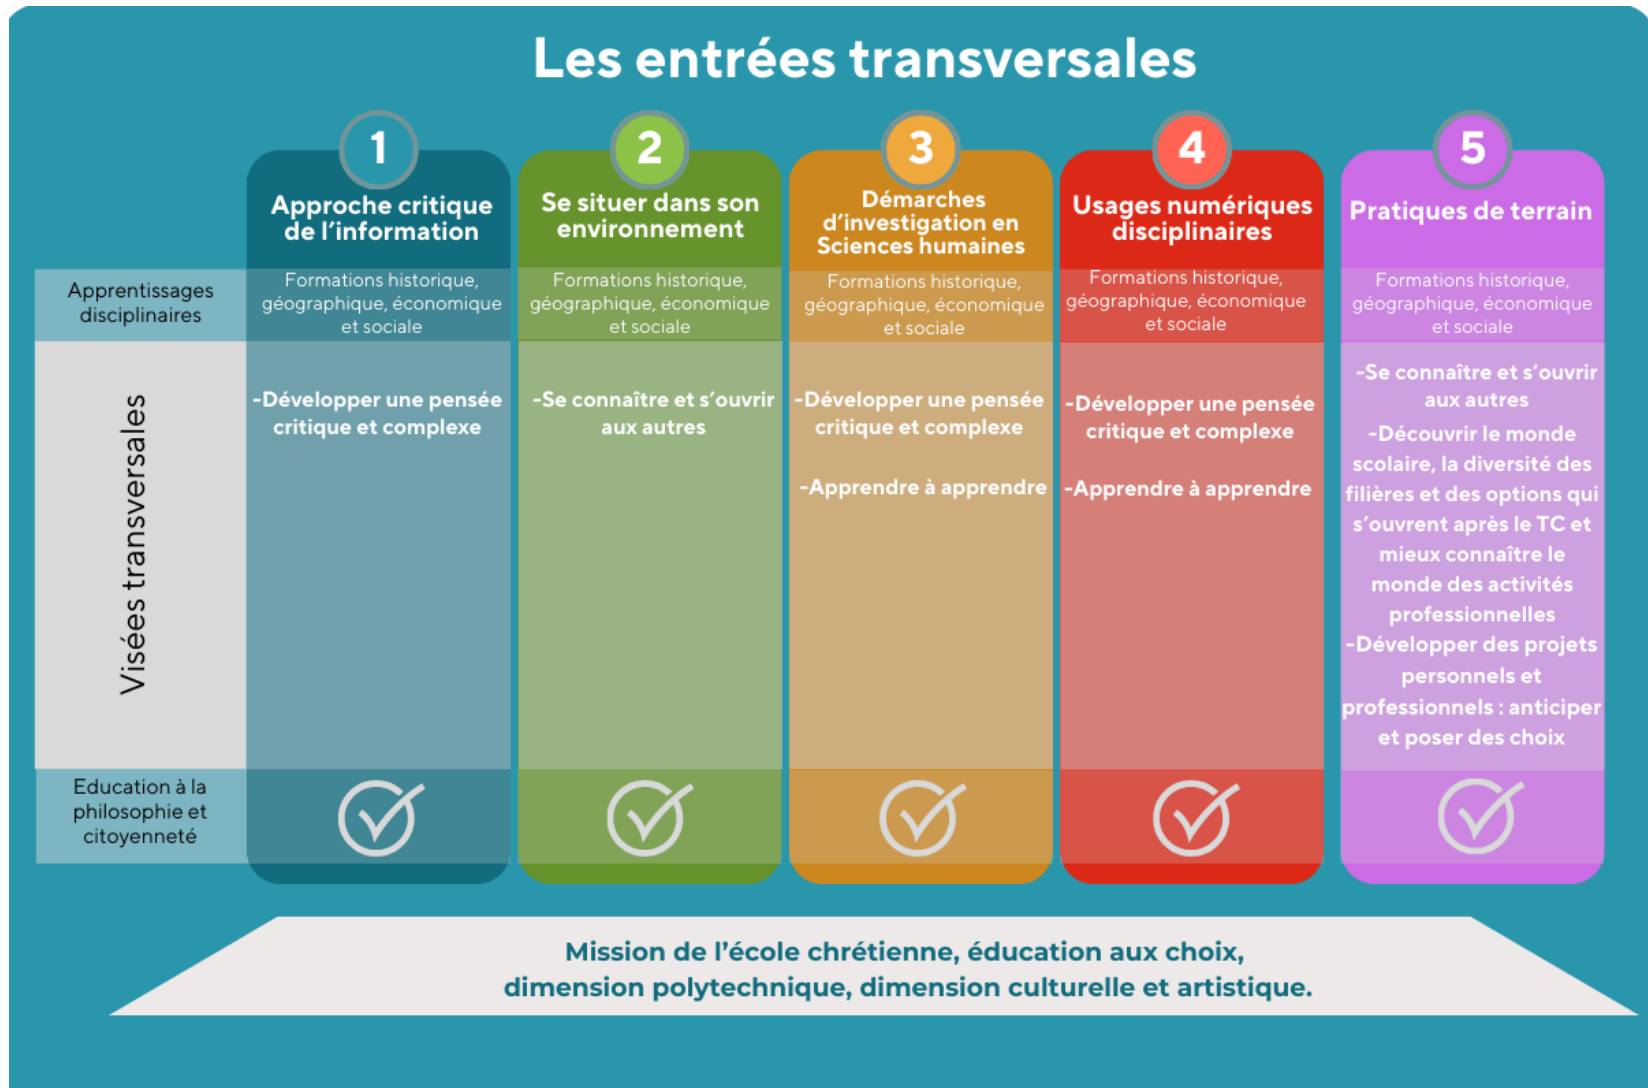 Les entrées transversales
1
Approche critique
de l'information
2
Se situer dans son
environnement
3
Démarches
d'investigation en
Sciences humaines
4
Usages numériques
disciplinaires
5
Pratiques de terrain
Apprentissages
disciplinaires
Formations historique,
géographique, économique
et sociale
Formations historique,
géographique, économique
et sociale
Formations historique,
géographique, économique
et sociale
Formations historique,
géographique, économique
et sociale
Formations historique,
géographique, économique
et sociale
Visées transversales
-Développer une pensée
critique et complexe
-Se connaître et s'ouvrir
aux autres
-Développer une pensée
critique et complexe
-Apprendre à apprendre
-Développer une pensée
critique et complexe
-Apprendre à apprendre
-Se connaître et s'ouvrir
aux autres
-Découvrir le monde
scolaire, la diversité des
filières et des options qui
s'ouvrent après le TC et
mieux connaître le
monde des activités
professionnelles
-Développer des projets
personnels et
professionnels : anticiper
et poser des choix
Education à la
philosophie et
citoyenneté
Mission de l'école chrétienne, éducation aux choix,
dimension polytechnique, dimension culturelle et artistique.